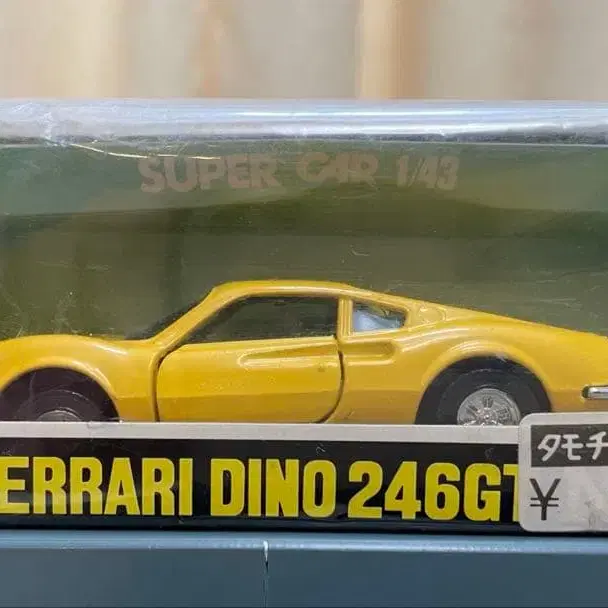 SUPER CAR 1/43
ERRARI DINO 246GT
タモチ
¥